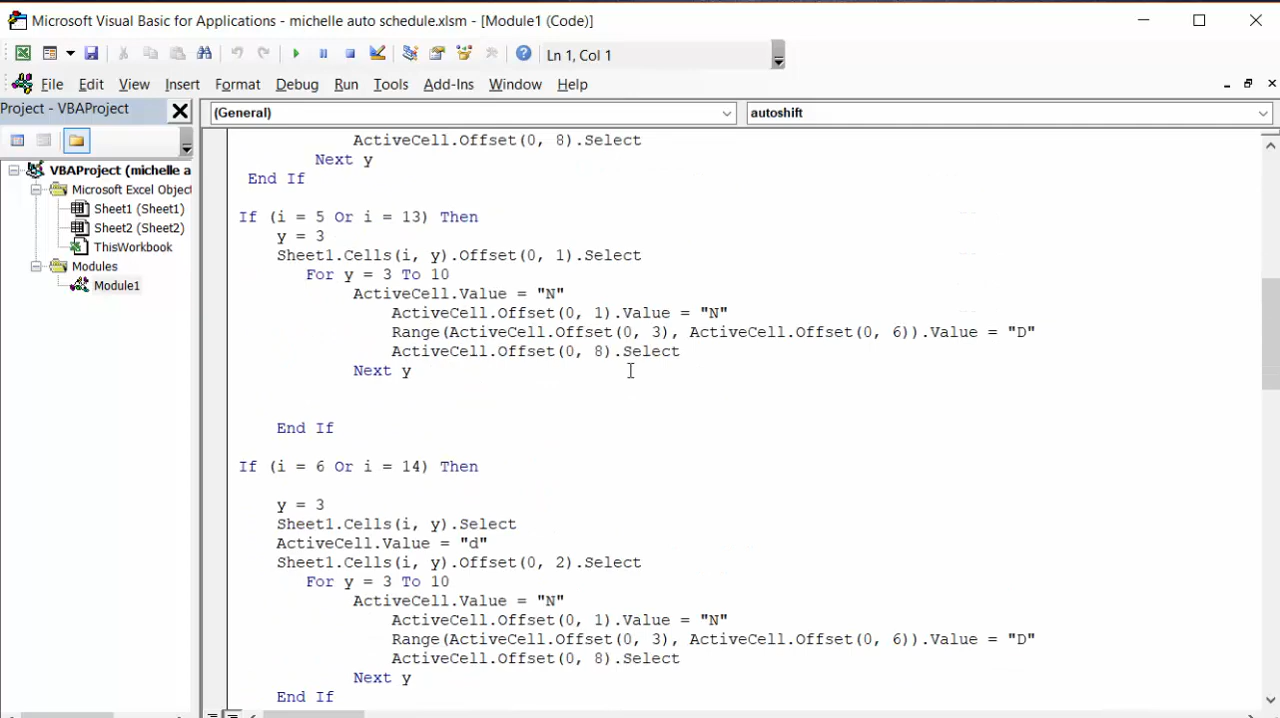 Microsoft Visual Basic for Applications - michelle auto schedule.xlsm - [Module1 (Code)]
Ln 1, Col 1
File Edit View Insert Format Debug Run Tools Add-Ins Window Help
Project - VBAProject
(General) autoshift
VBAProject (michelle a
Microsoft Excel Object
Sheet1 (Sheet1)
Sheet2 (Sheet2)
ThisWorkbook
Modules
Module1
ActiveCell.Offset(0, 8).Select
Next y
End If
If (i = 5 Or i = 13) Then
y = 3
Sheet1.Cells(i, y).Offset(0, 1).Select
For y = 3 To 10
ActiveCell.Value = "N"
ActiveCell.Offset(0, 1).Value = "N"
Range(ActiveCell.Offset(0, 3), ActiveCell.Offset(0, 6)).Value = "D"
ActiveCell.Offset(0, 8).Select
Next y
End If
If (i = 6 Or i = 14) Then
y = 3
Sheet1.Cells(i, y).Select
ActiveCell.Value = "d"
Sheet1.Cells(i, y).Offset(0, 2).Select
For y = 3 To 10
ActiveCell.Value = "N"
ActiveCell.Offset(0, 1).Value = "N"
Range(ActiveCell.Offset(0, 3), ActiveCell.Offset(0, 6)).Value = "D"
ActiveCell.Offset(0, 8).Select
Next y
End If